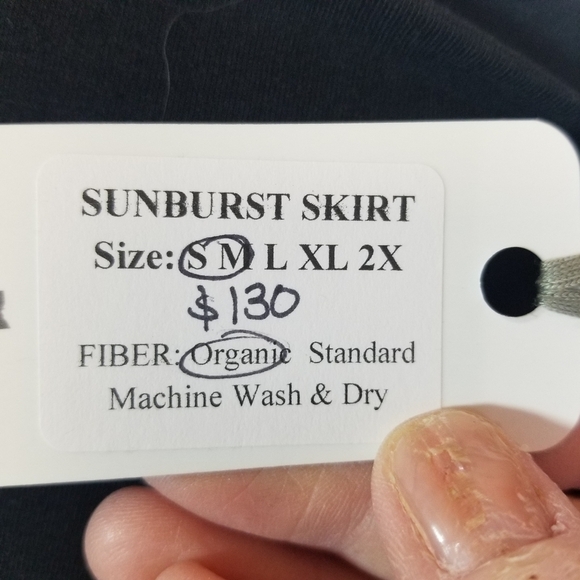 SUNBURST SKIRT
Size: S M L XL 2X
$130
FIBER: Organic Standard
Machine Wash & Dry